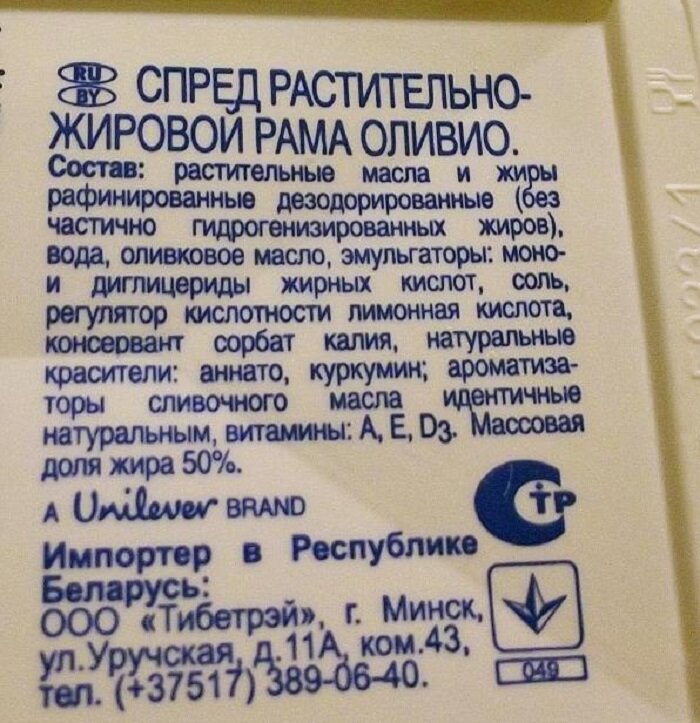 RU
BY
СПРЕД РАСТИТЕЛЬНО-
ЖИРОВОЙ РАМА ОЛИВИО.
Состав: растительные масла и жиры
рафинированные дезодорированные (без
частично гидрогенизированных жиров),
вода, оливковое масло, эмульгаторы: моно-
и диглицериды жирных кислот, соль,
регулятор кислотности лимонная кислота,
консервант сорбат калия, натуральные
красители: аннато, куркумин; ароматиза-
торы сливочного масла идентичные
натуральным, витамины: A, E, D3. Массовая
доля жира 50%.
A Unilever BRAND
СТР
Импортер в Республике
Беларусь:
ООО «Тибетрэй», г. Минск,
ул.Уручская, д.11А, ком.43,
тел. (+37517) 389-06-40.
049